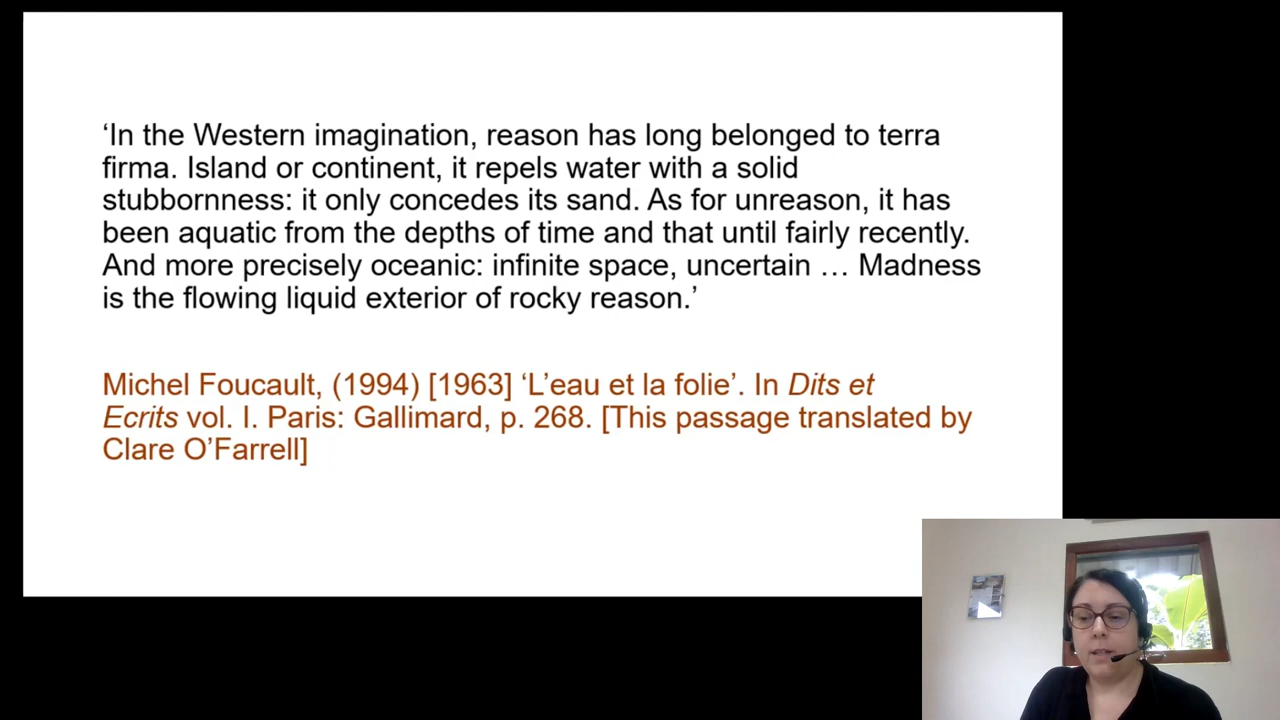 ‘In the Western imagination, reason has long belonged to terra
firma. Island or continent, it repels water with a solid
stubbornness: it only concedes its sand. As for unreason, it has
been aquatic from the depths of time and that until fairly recently.
And more precisely oceanic: infinite space, uncertain … Madness
is the flowing liquid exterior of rocky reason.’
Michel Foucault, (1994) [1963] ‘L’eau et la folie’. In Dits et
Ecrits vol. I. Paris: Gallimard, p. 268. [This passage translated by
Clare O’Farrell]